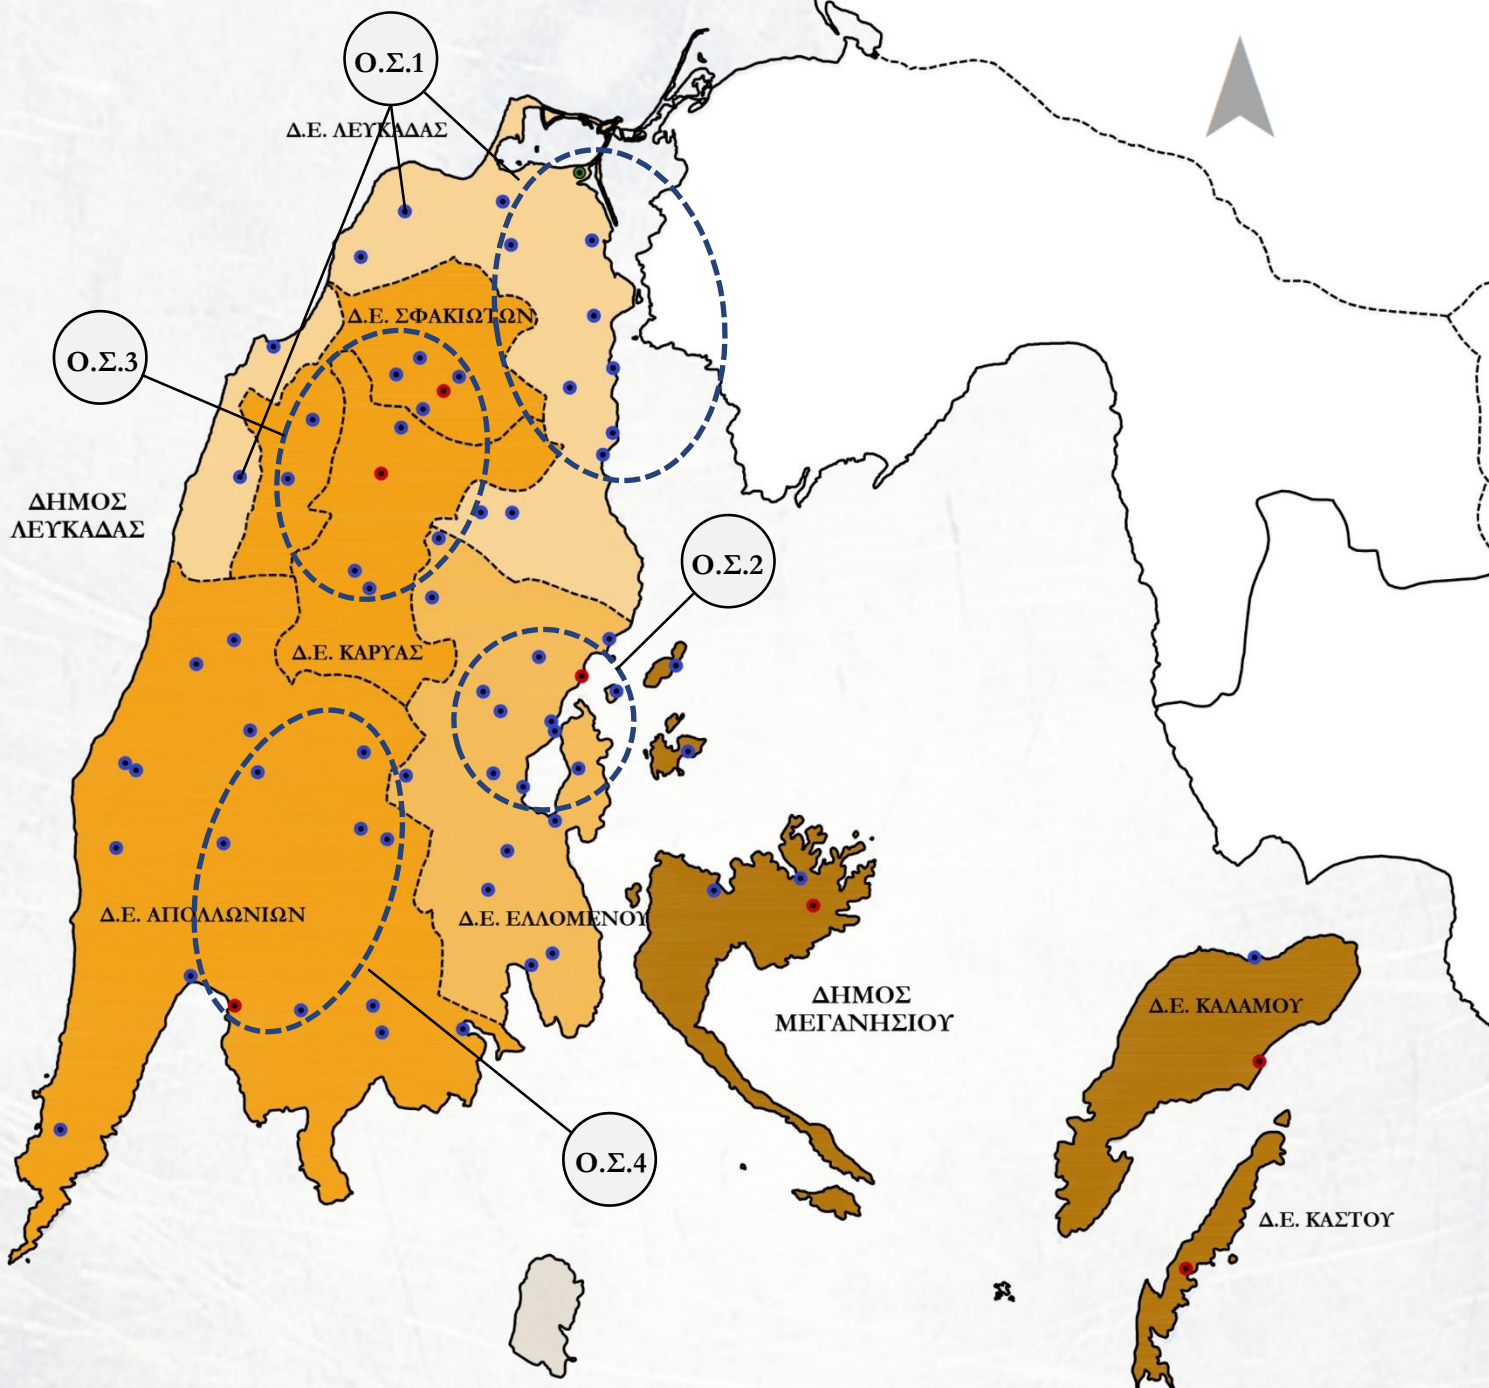 Ο.Σ.1
Δ.Ε. ΛΕΥΚΑΔΑΣ
Δ.Ε. ΣΦΑΚΙΩΤΩΝ
Ο.Σ.3
ΔΗΜΟΣ
ΛΕΥΚΑΔΑΣ
Ο.Σ.2
Δ.Ε. ΚΑΡΥΑΣ
Δ.Ε. ΑΠΟΛΛΩΝΙΩΝ
Δ.Ε. ΕΛΛΟΜΕΝΟΥ
ΔΗΜΟΣ
ΜΕΓΑΝΗΣΙΟΥ
Δ.Ε. ΚΑΛΑΜΟΥ
Ο.Σ.4
Δ.Ε. ΚΑΣΤΟΥ